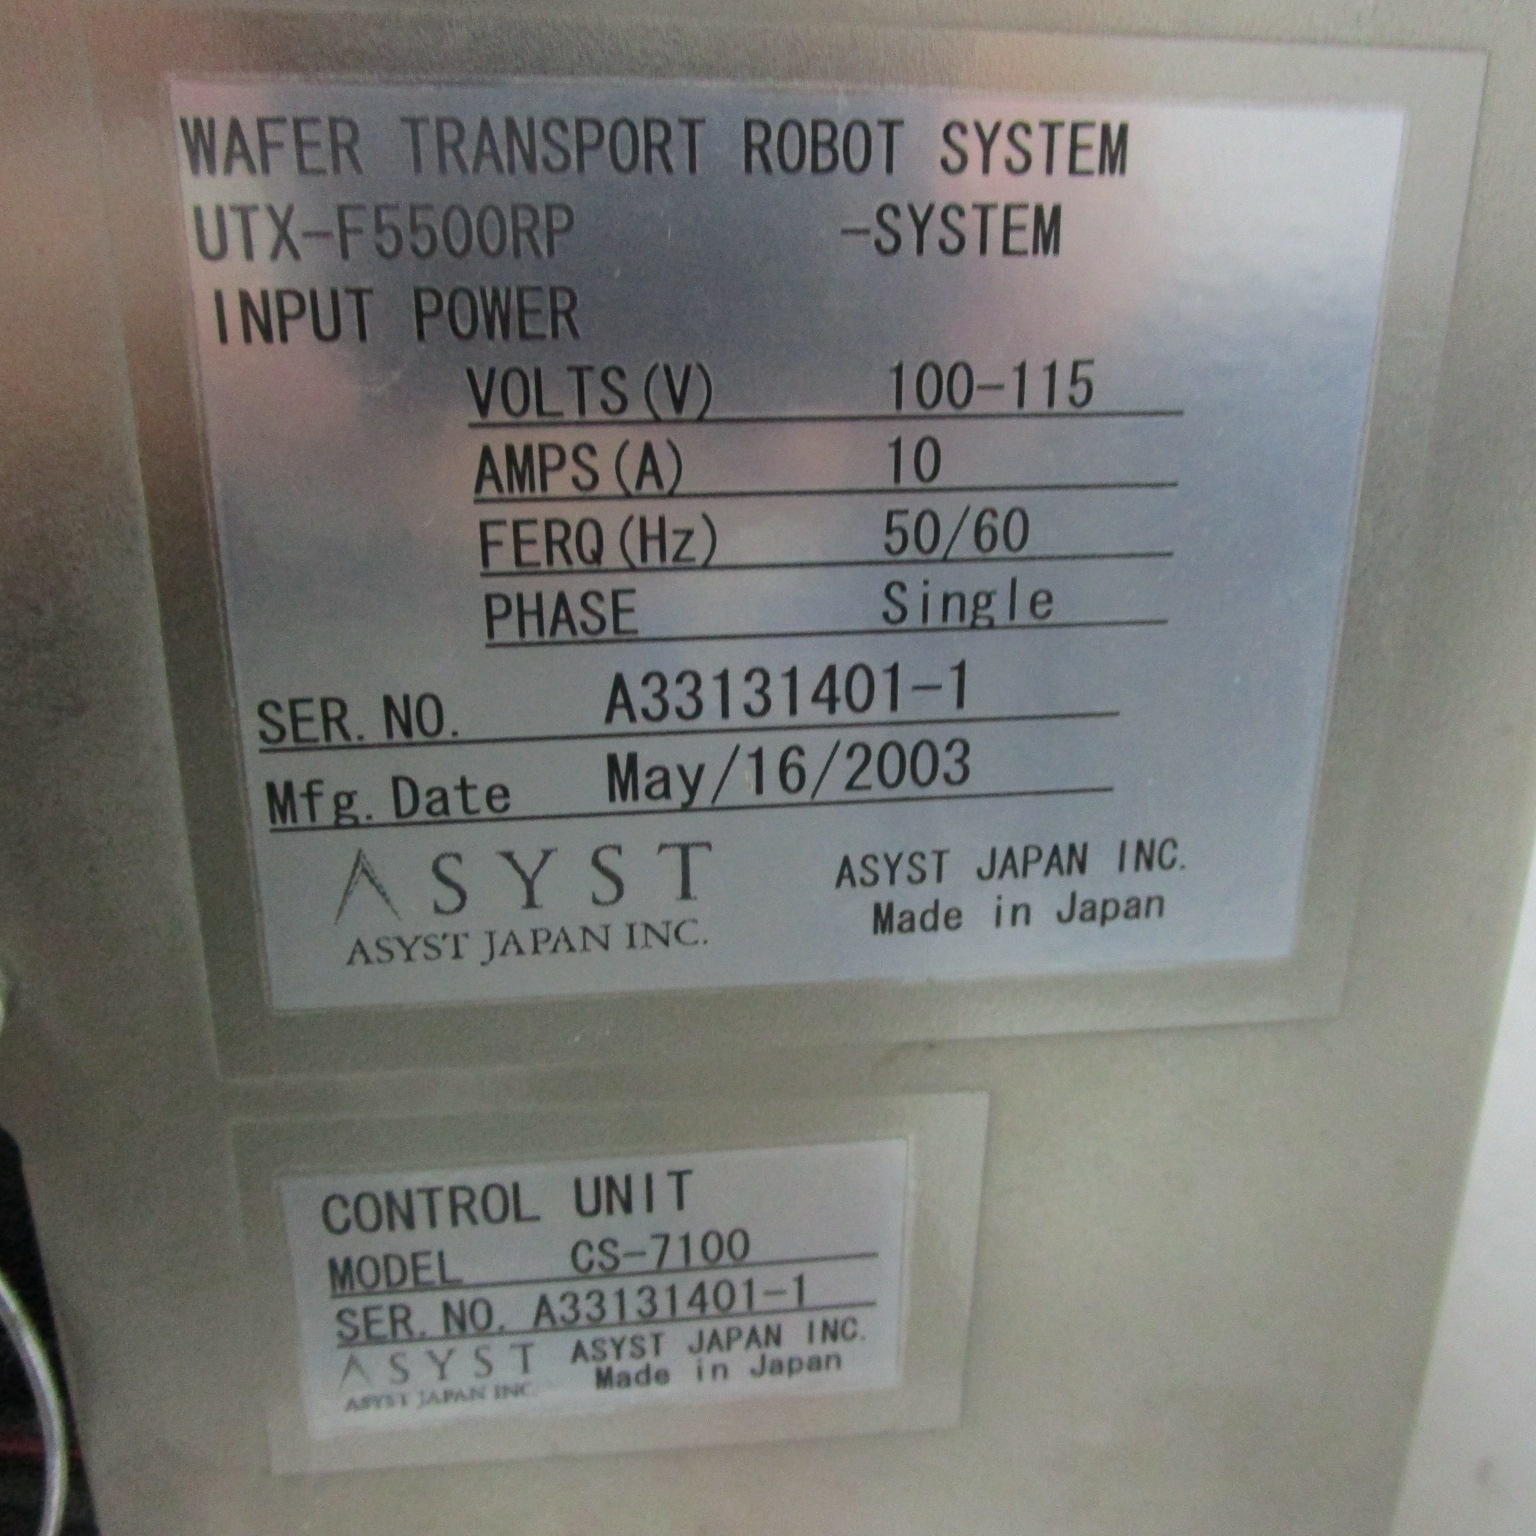 WAFER TRANSPORT ROBOT SYSTEM
UTX-F5500RP -SYSTEM
INPUT POWER
VOLTS(V) 100-115
AMPS(A) 10
FERQ(Hz) 50/60
PHASE Single
SER.NO. A33131401-1
Mfg.Date May/16/2003
ASYST
ASYST JAPAN INC.
ASYST JAPAN INC.
Made in Japan
CONTROL UNIT
MODEL CS-7100
SER.NO. A33131401-1
ASYST
ASYST JAPAN INC.
ASYST JAPAN INC.
Made in Japan